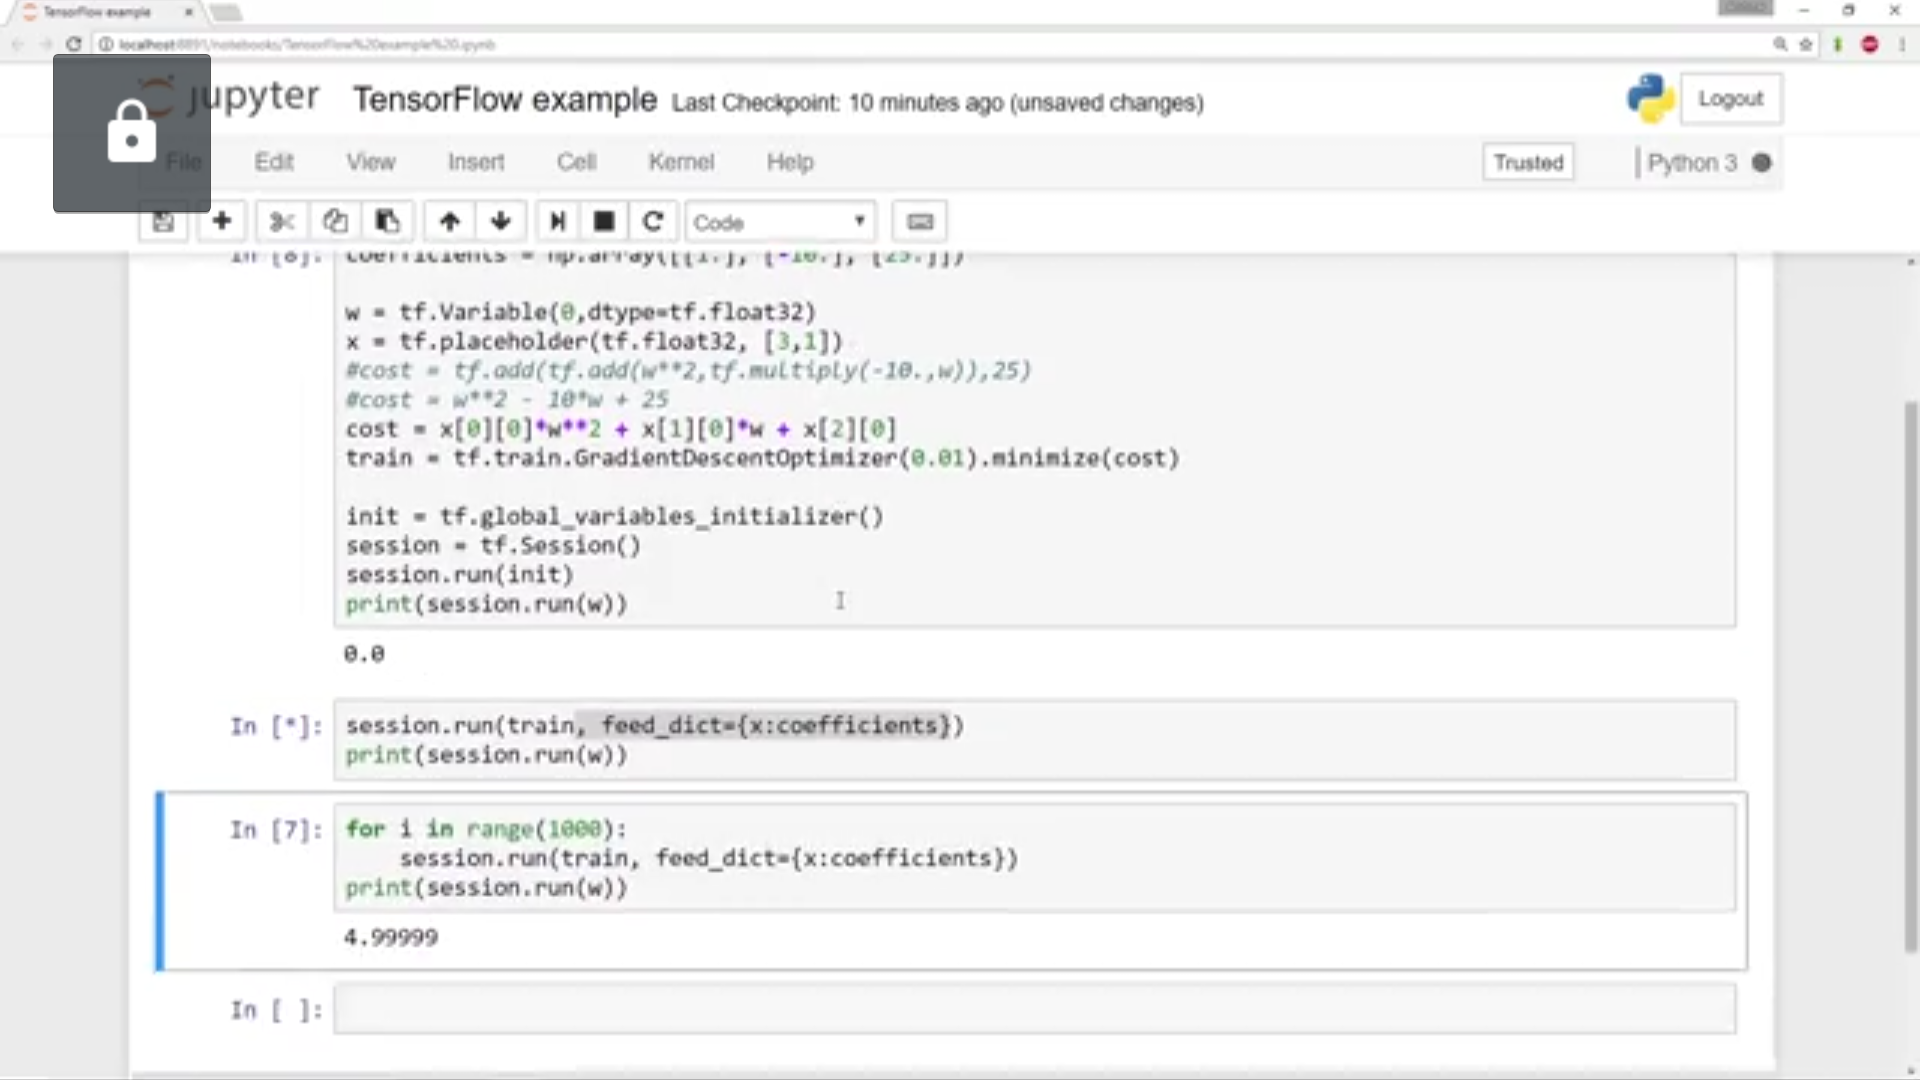 TensorFlow example
localhost:8891/notebooks/TensorFlow%20example%20.ipynb
jupyter TensorFlow example Last Checkpoint: 10 minutes ago (unsaved changes)
Logout
File Edit View Insert Cell Kernel Help
Trusted Python 3
Code
In [8]: coefficients = np.array([[1.], [-10.], [25.]])
w = tf.Variable(0,dtype=tf.float32)
x = tf.placeholder(tf.float32, [3,1])
#cost = tf.add(tf.add(w**2,tf.multiply(-10.,w)),25)
#cost = w**2 - 10*w + 25
cost = x[0][0]*w**2 + x[1][0]*w + x[2][0]
train = tf.train.GradientDescentOptimizer(0.01).minimize(cost)
init = tf.global_variables_initializer()
session = tf.Session()
session.run(init)
print(session.run(w))
0.0
In [*]: session.run(train, feed_dict={x:coefficients})
print(session.run(w))
In [7]: for i in range(1000):
session.run(train, feed_dict={x:coefficients})
print(session.run(w))
4.99999
In [ ]: